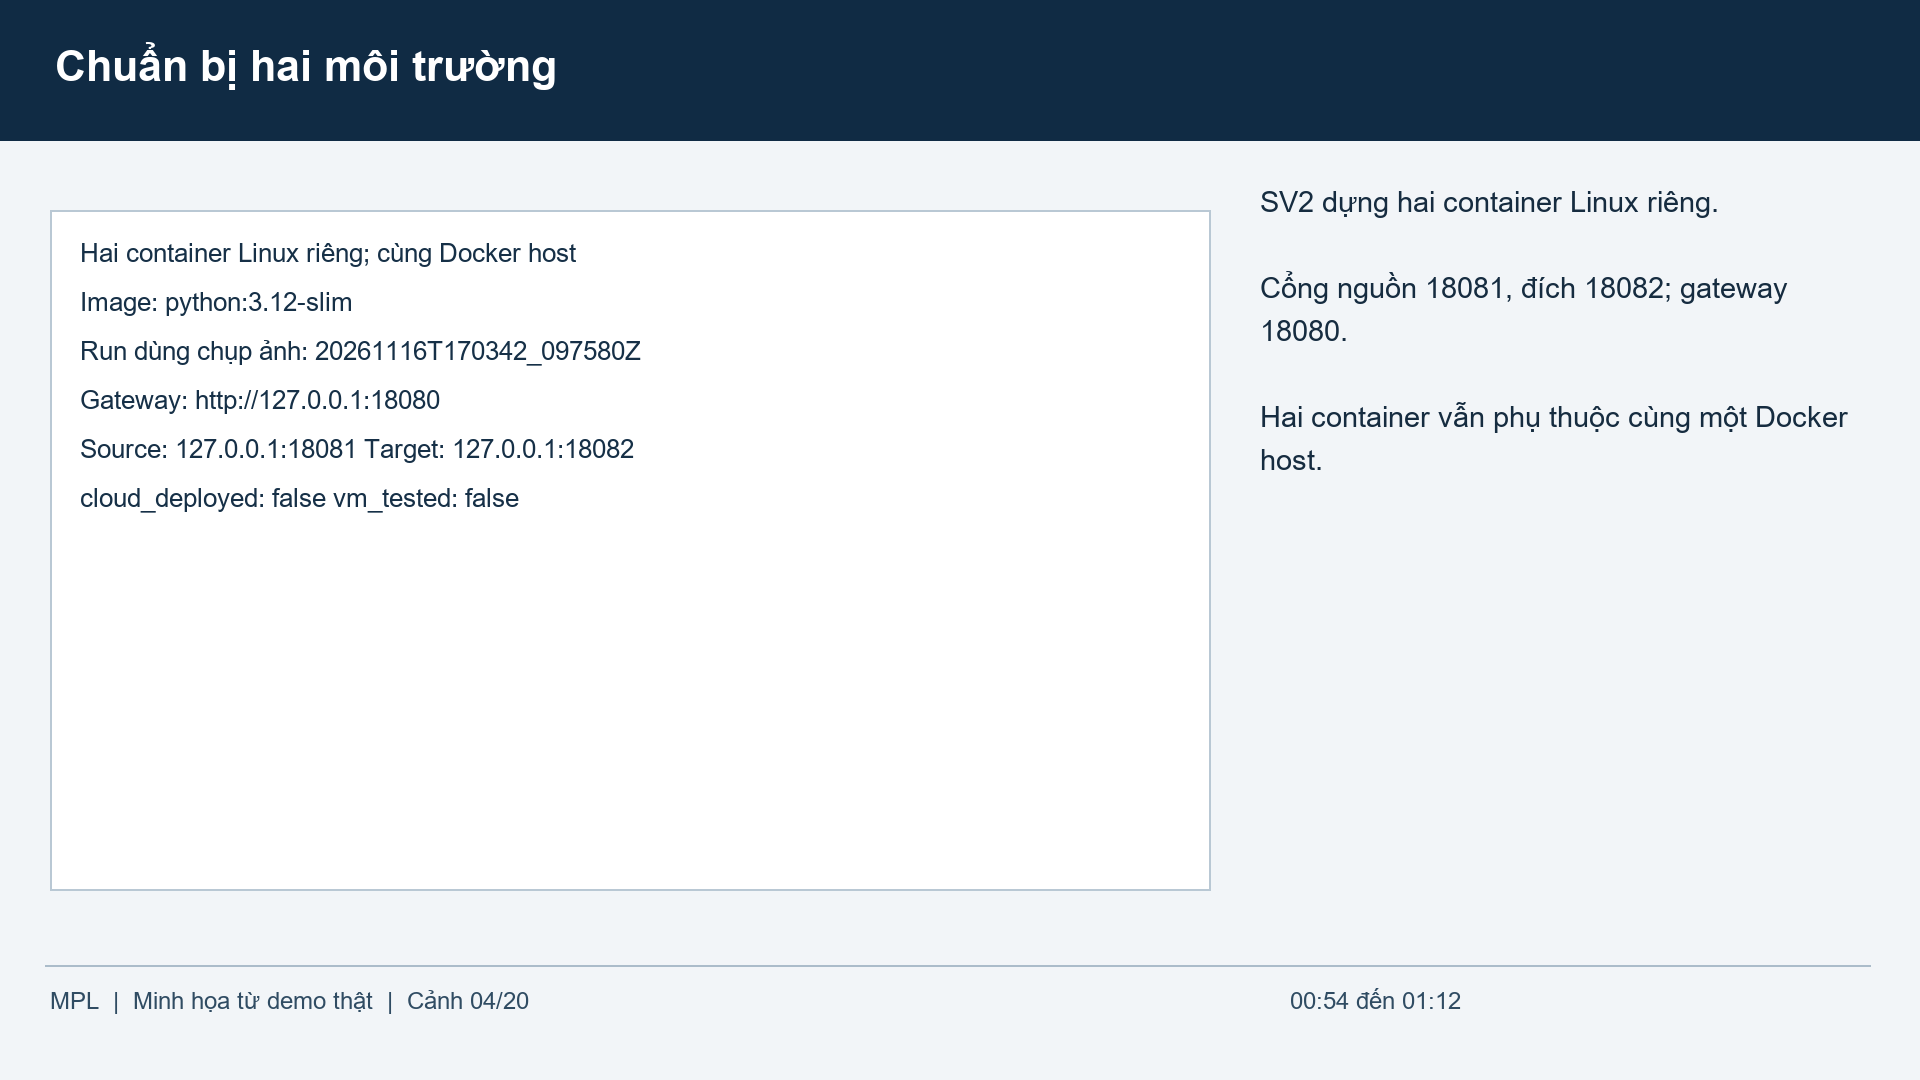 Chuẩn bị hai môi trường
Hai container Linux riêng; cùng Docker host
Image: python:3.12-slim
Run dùng chụp ảnh: 20261116T170342_097580Z
Gateway: http://127.0.0.1:18080
Source: 127.0.0.1:18081 Target: 127.0.0.1:18082
cloud_deployed: false vm_tested: false
SV2 dựng hai container Linux riêng.
Cổng nguồn 18081, đích 18082; gateway
18080.
Hai container vẫn phụ thuộc cùng một Docker
host.
MPL | Minh họa từ demo thật | Cảnh 04/20
00:54 đến 01:12